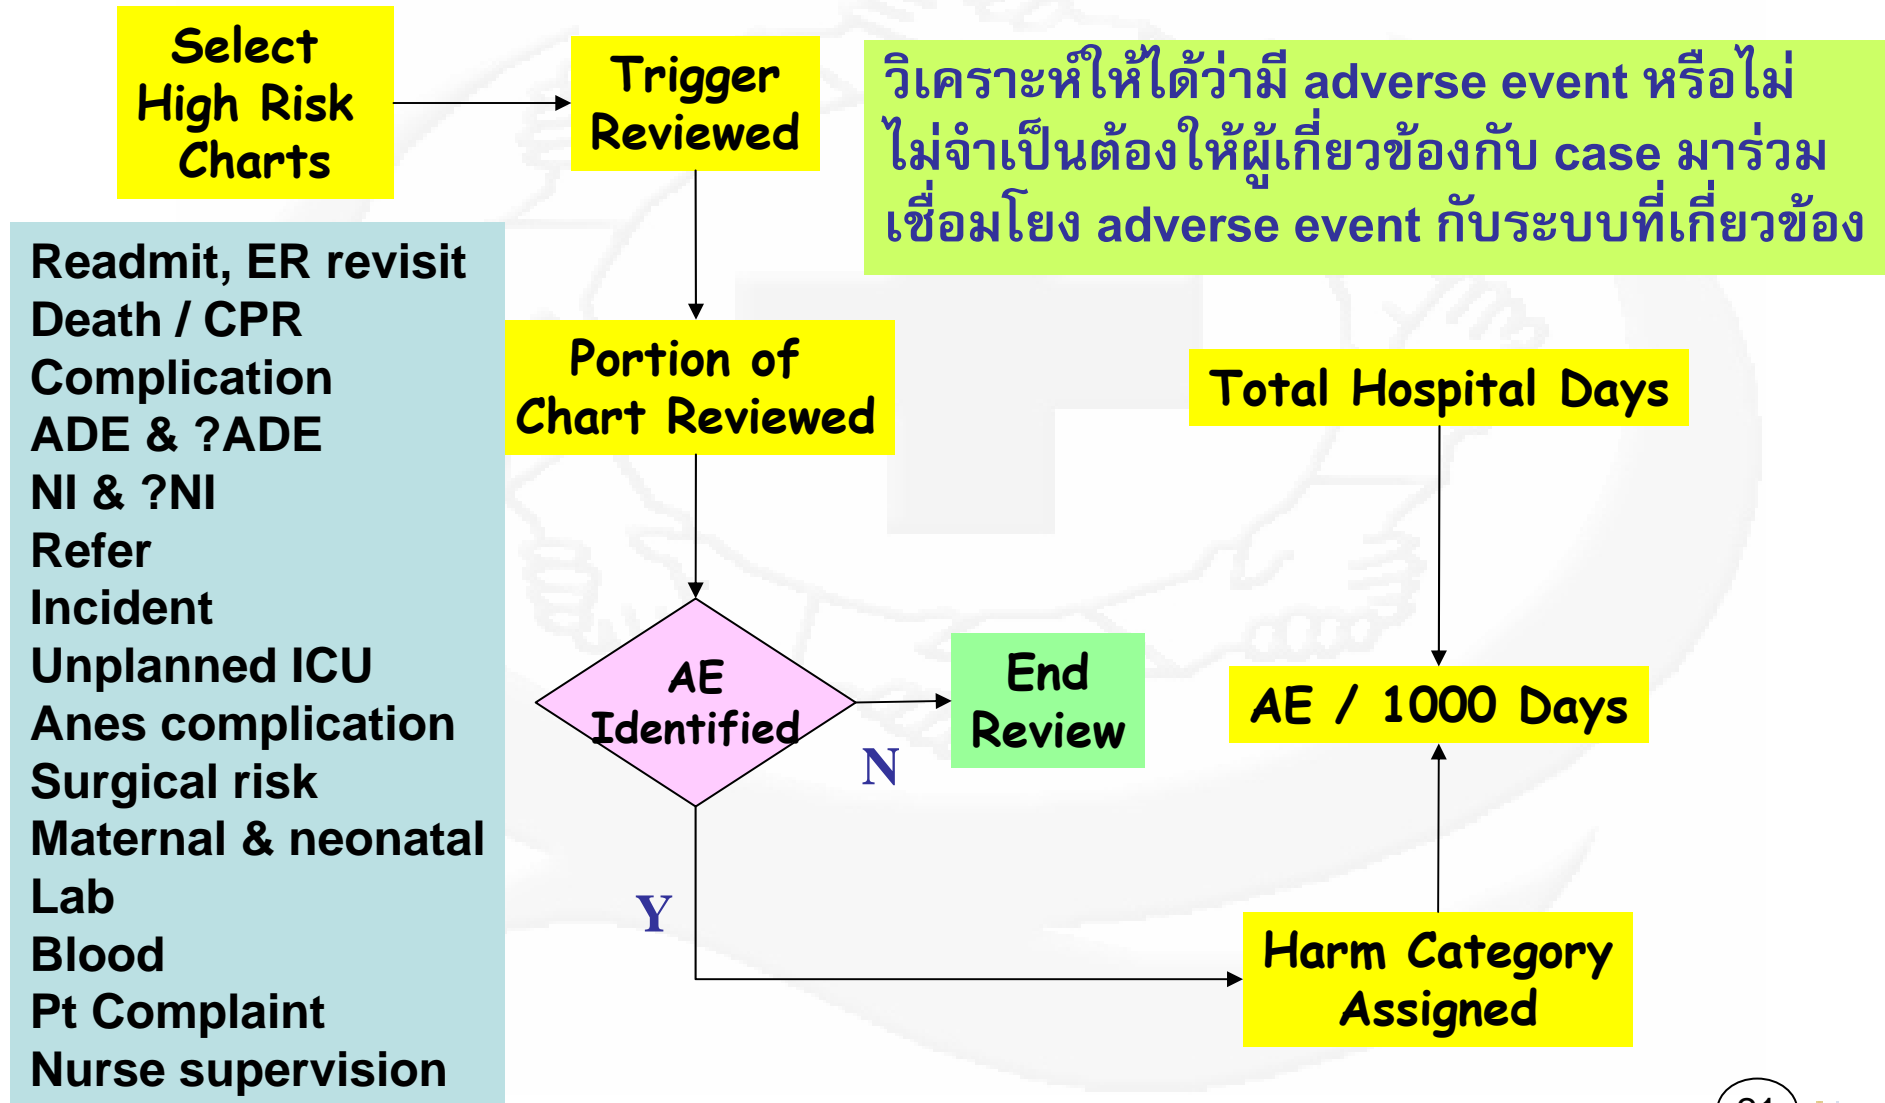 Select
High Risk
Charts
Trigger
Reviewed
วิเคราะห์ให้ได้ว่ามี adverse event หรือไม่
ไม่จำเป็นต้องให้ผู้เกี่ยวข้องกับ case มาร่วม
เชื่อมโยง adverse event กับระบบที่เกี่ยวข้อง
Readmit, ER revisit
Death / CPR
Complication
ADE & ?ADE
NI & ?NI
Refer
Incident
Unplanned ICU
Anes complication
Surgical risk
Maternal & neonatal
Lab
Blood
Pt Complaint
Nurse supervision
Portion of
Chart Reviewed
Total Hospital Days
AE
Identified
N
End
Review
AE / 1000 Days
Y
Harm Category
Assigned